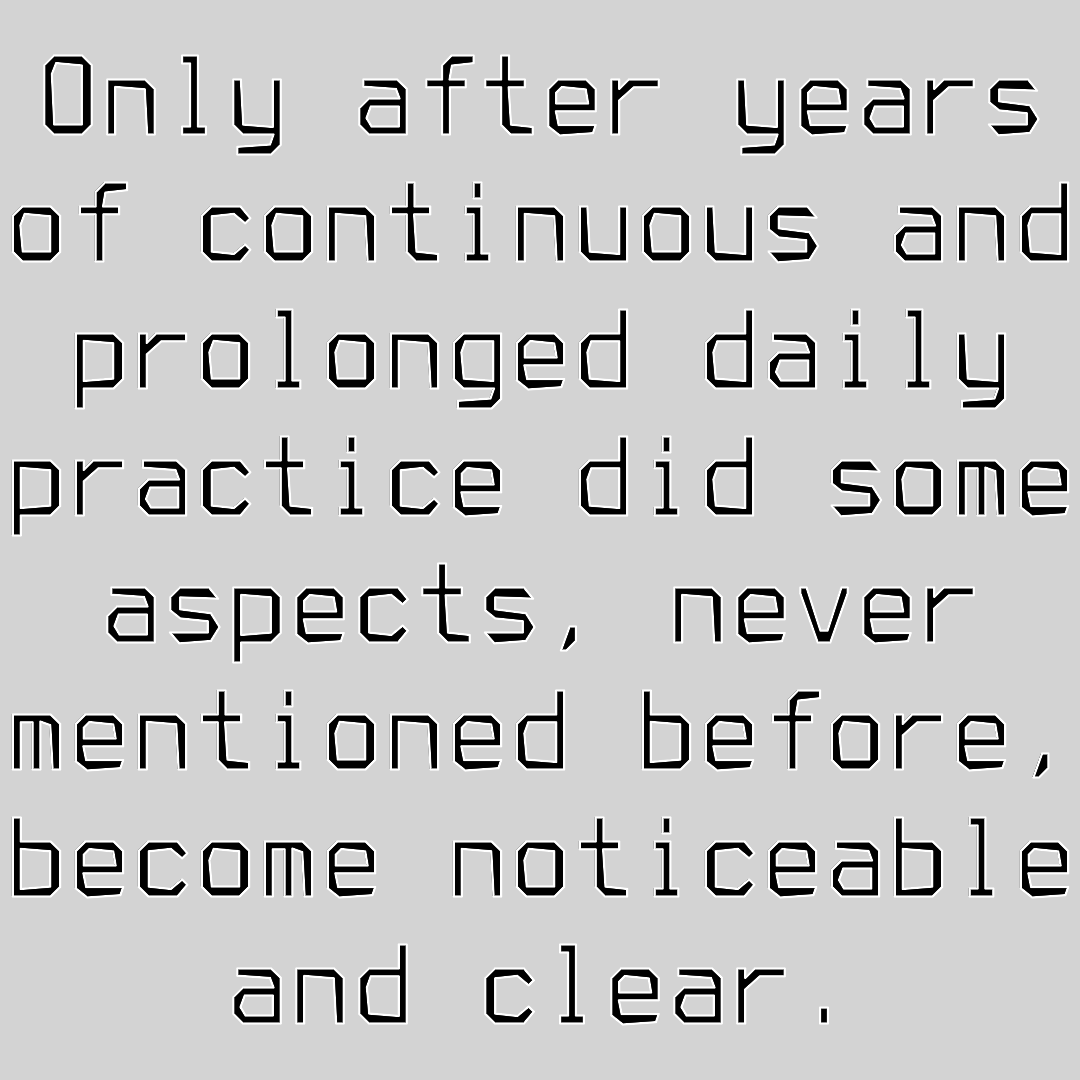 Only after years
of continuous and
prolonged daily
practice did some
aspects, never
mentioned before,
become noticeable
and clear.